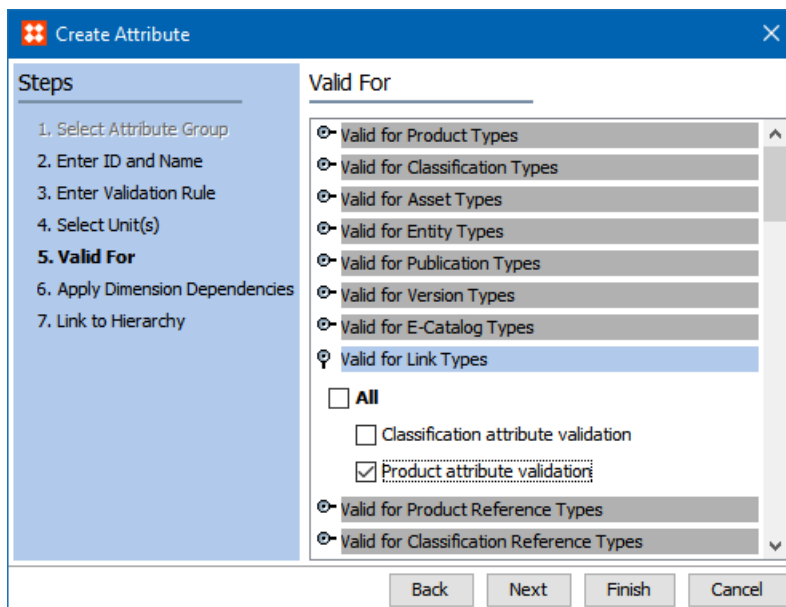 Create Attribute
Steps
1. Select Attribute Group
2. Enter ID and Name
3. Enter Validation Rule
4. Select Unit(s)
5. Valid For
6. Apply Dimension Dependencies
7. Link to Hierarchy
Valid For
Valid for Product Types
Valid for Classification Types
Valid for Asset Types
Valid for Entity Types
Valid for Publication Types
Valid for Version Types
Valid for E-Catalog Types
Valid for Link Types
All
Classification attribute validation
Product attribute validation
Valid for Product Reference Types
Valid for Classification Reference Types
Back Next Finish Cancel